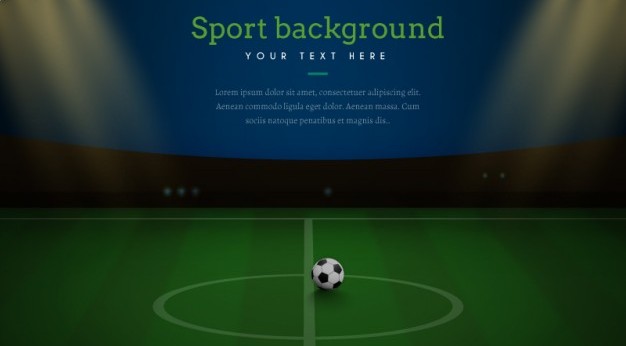 Sport background
YOUR TEXT HERE
Lorem ipsum dolor sit amet, consectetuer adipiscing elit.
Aenean commodo ligula eget dolor. Aenean massa. Cum
sociis natoque penatibus et magnis dis..